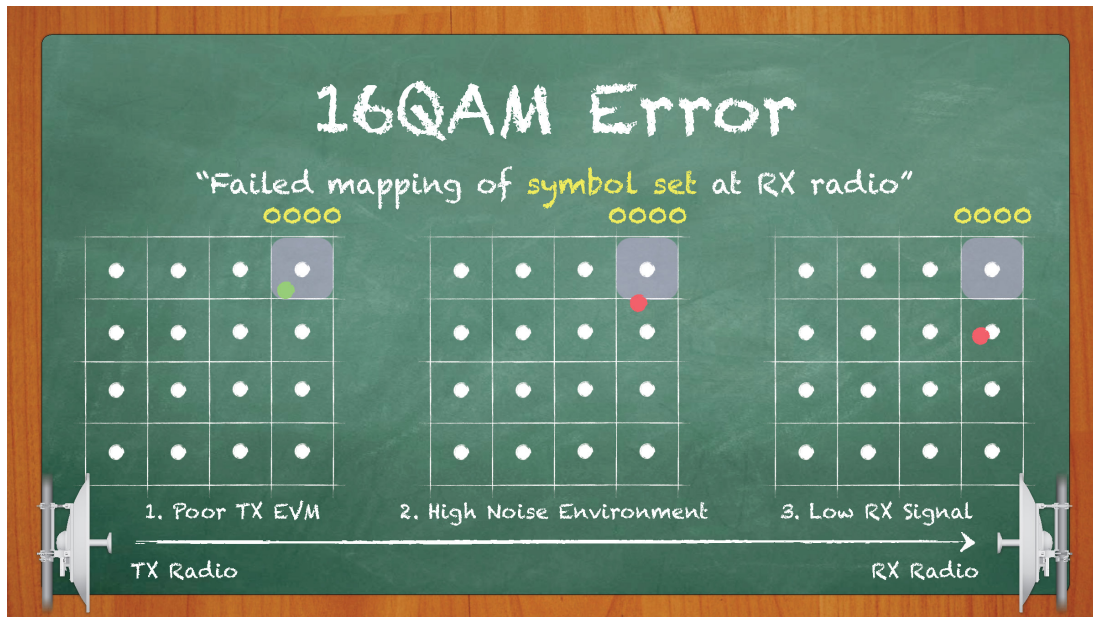 16QAM Error
"Failed mapping of symbol set at RX radio"
0000 0000 0000
1. Poor TX EVM
2. High Noise Environment
3. Low RX Signal
TX Radio
RX Radio